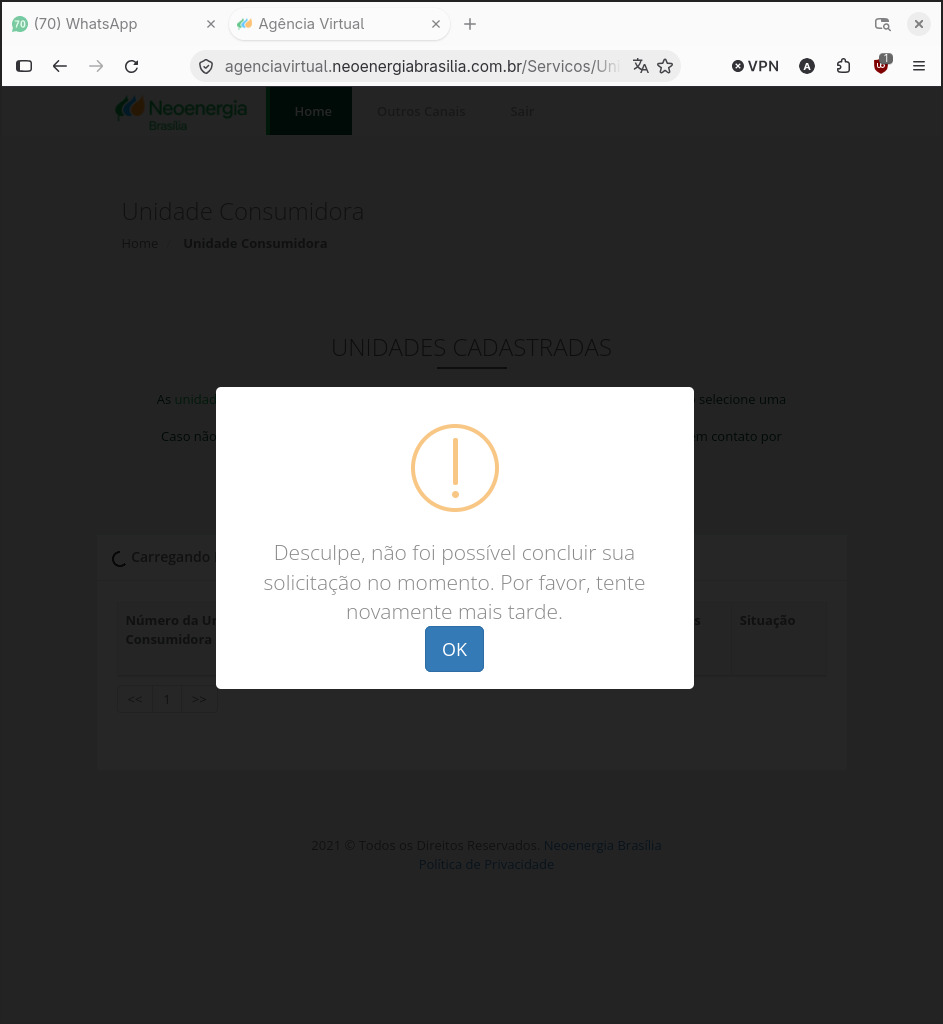 70 (70) WhatsApp
Agência Virtual
agenciavirtual.neoenergiabrasilia.com.br/Servicos/Uni
VPN
A
1
Neoenergia
Brasília
Home
Outros Canais
Sair
Unidade Consumidora
Home / Unidade Consumidora
UNIDADES CADASTRADAS
As selecione uma
Caso não em contato por
Desculpe, não foi possível concluir sua
solicitação no momento. Por favor, tente
novamente mais tarde.
OK
Carregando
Número da
Consumidora
Situação
<< 1 >>
2021 © Todos os Direitos Reservados. Neoenergia Brasília
Política de Privacidade